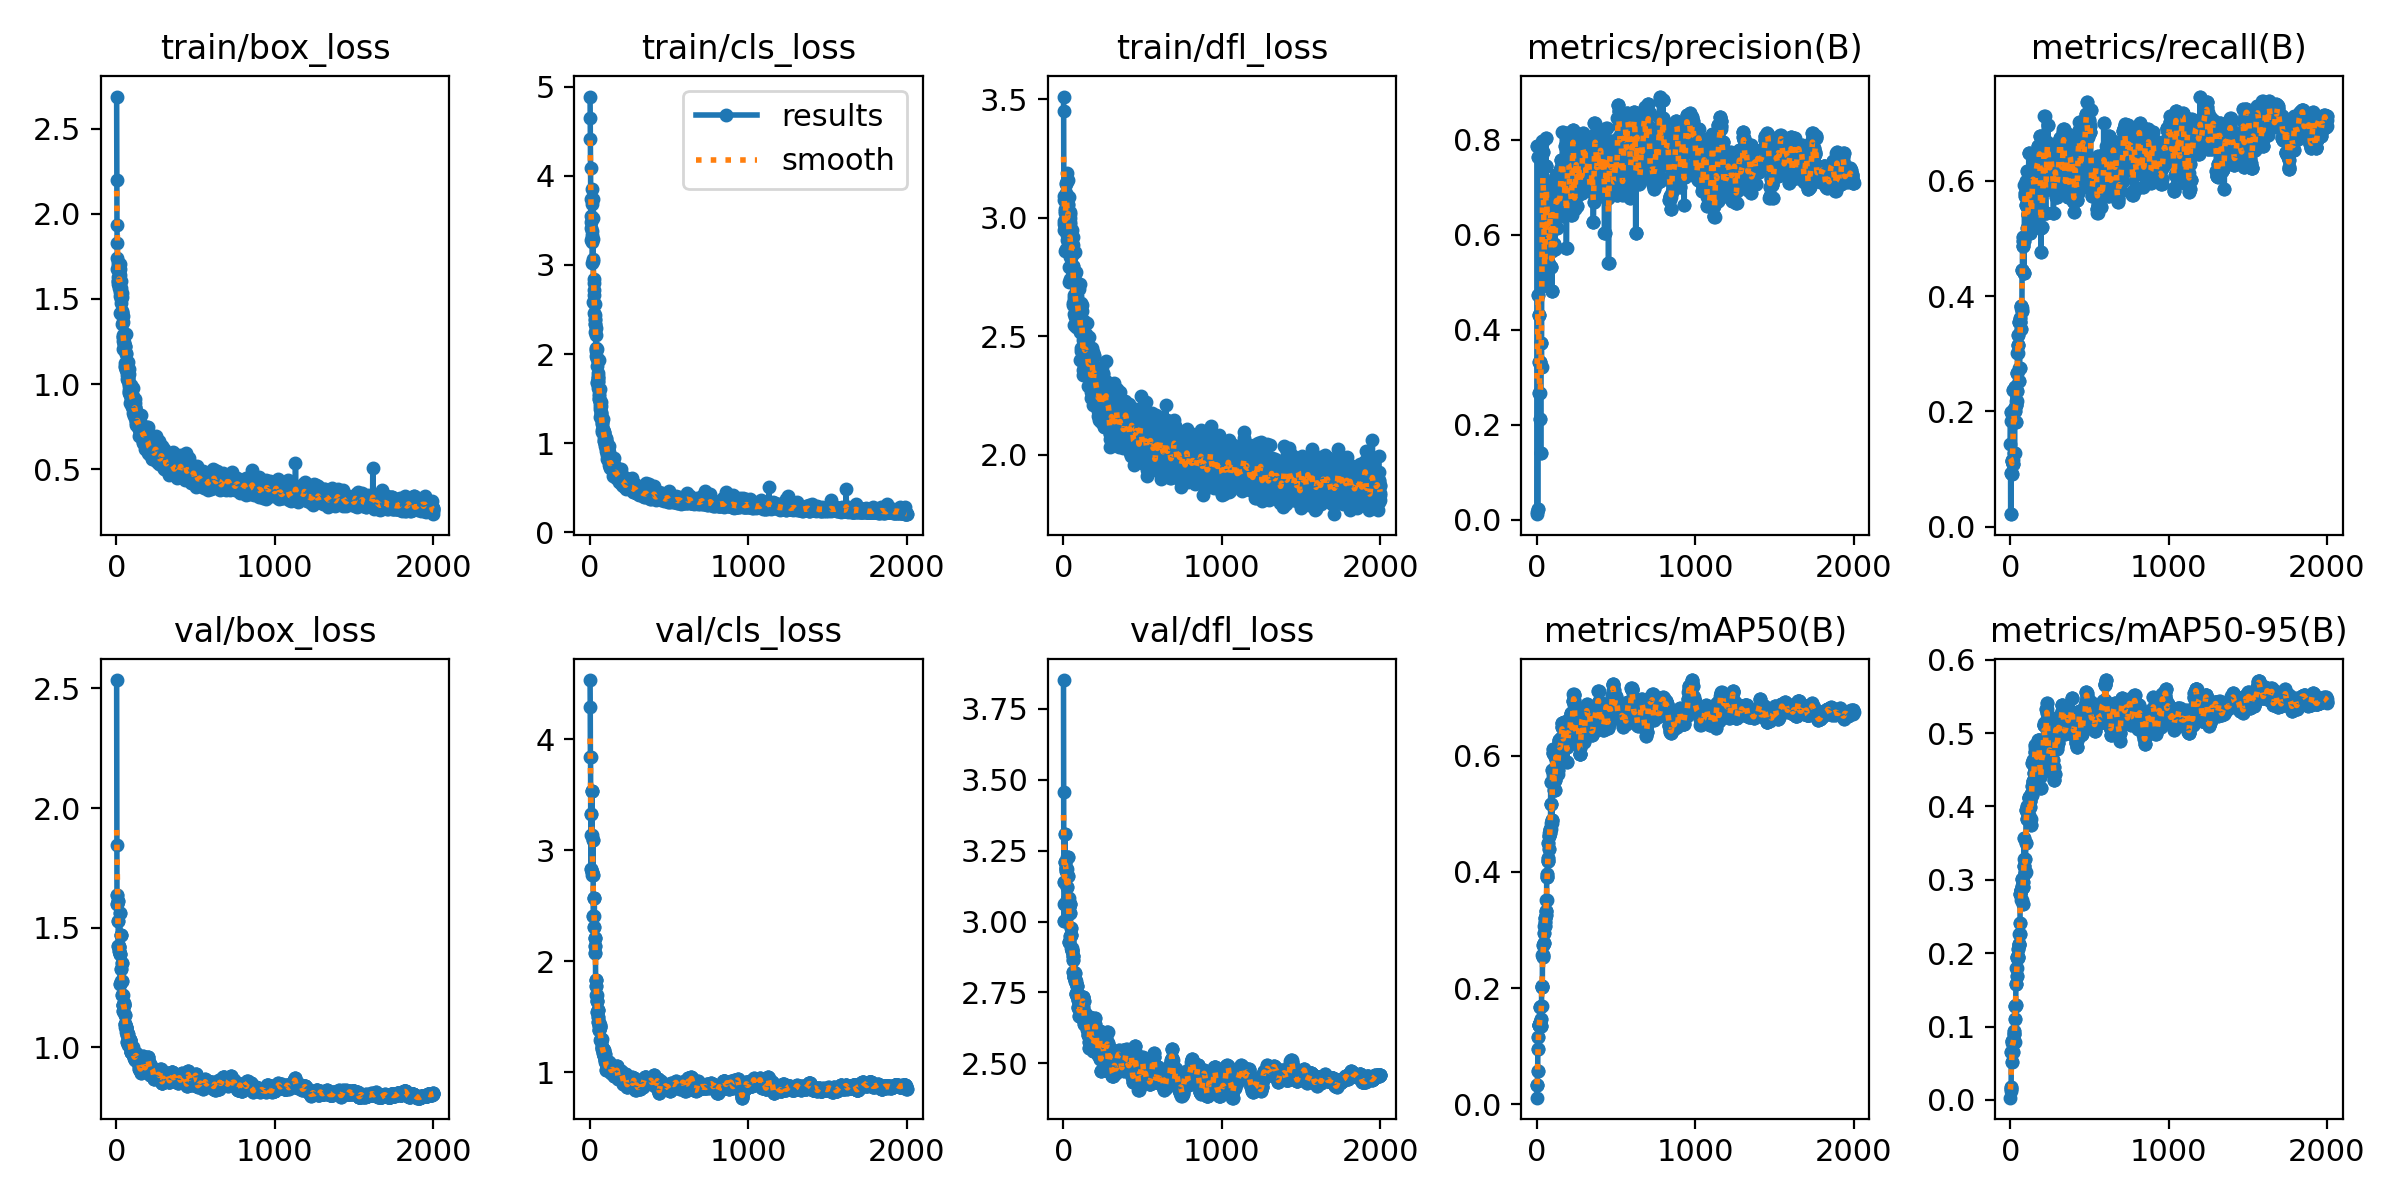 train/box_loss
2.5
2.0
1.5
1.0
0.5
0 1000 2000
train/cls_loss
results
smooth
5
4
3
2
1
0
0 1000 2000
train/dfl_loss
3.5
3.0
2.5
2.0
0 1000 2000
metrics/precision(B)
0.8
0.6
0.4
0.2
0.0
0 1000 2000
metrics/recall(B)
0.6
0.4
0.2
0.0
0 1000 2000
val/box_loss
2.5
2.0
1.5
1.0
0 1000 2000
val/cls_loss
4
3
2
1
0 1000 2000
val/dfl_loss
3.75
3.50
3.25
3.00
2.75
2.50
0 1000 2000
metrics/mAP50(B)
0.6
0.4
0.2
0.0
0 1000 2000
metrics/mAP50-95(B)
0.6
0.5
0.4
0.3
0.2
0.1
0.0
0 1000 2000